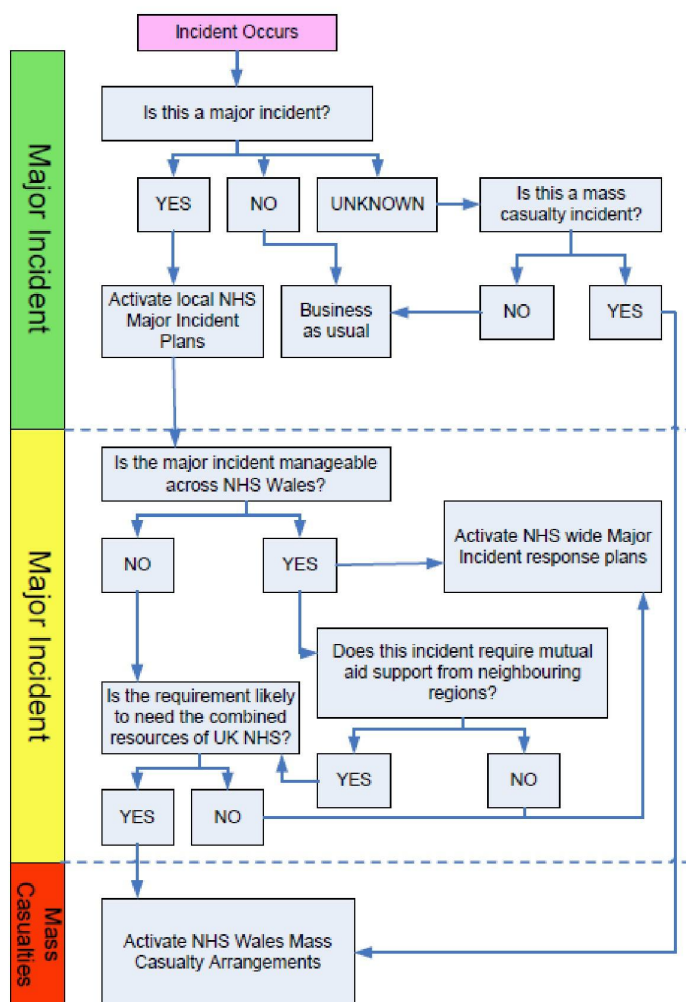 Incident Occurs
Major Incident
Is this a major incident?
YES
NO
UNKNOWN
Is this a mass
casualty incident?
Activate local NHS
Major Incident
Plans
Business
as usual
NO
YES
Major Incident
Is the major incident manageable
across NHS Wales?
NO
YES
Activate NHS wide Major
Incident response plans
Does this incident require mutual
aid support from neighbouring
regions?
Is the requirement likely
to need the combined
resources of UK NHS?
YES
NO
YES
NO
Mass
Casualties
Activate NHS Wales Mass
Casualty Arrangements